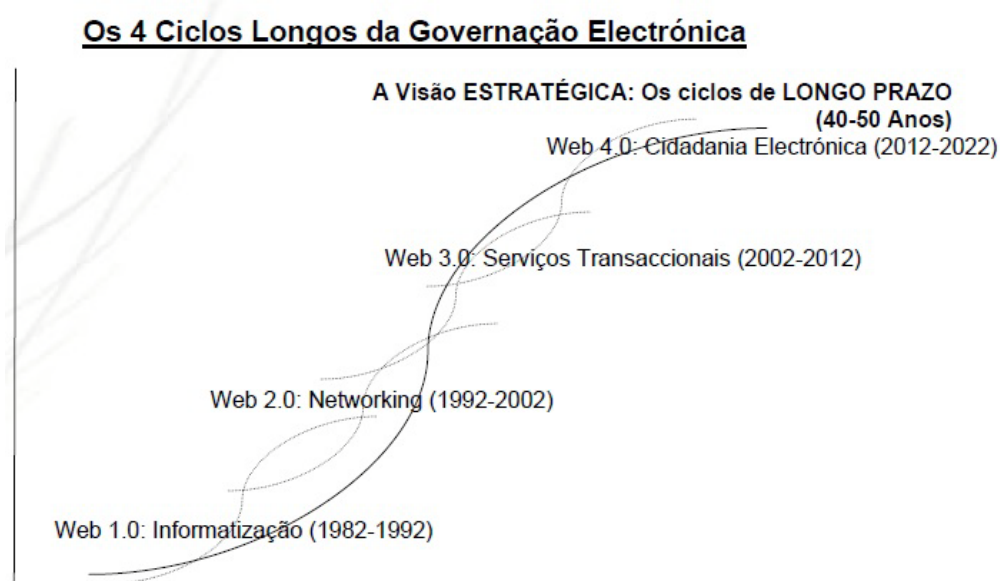 Os 4 Ciclos Longos da Governação Electrónica
A Visão ESTRATÉGICA: Os ciclos de LONGO PRAZO
(40-50 Anos)
Web 4.0: Cidadania Electrónica (2012-2022)
Web 3.0: Serviços Transaccionais (2002-2012)
Web 2.0: Networking (1992-2002)
Web 1.0: Informatização (1982-1992)